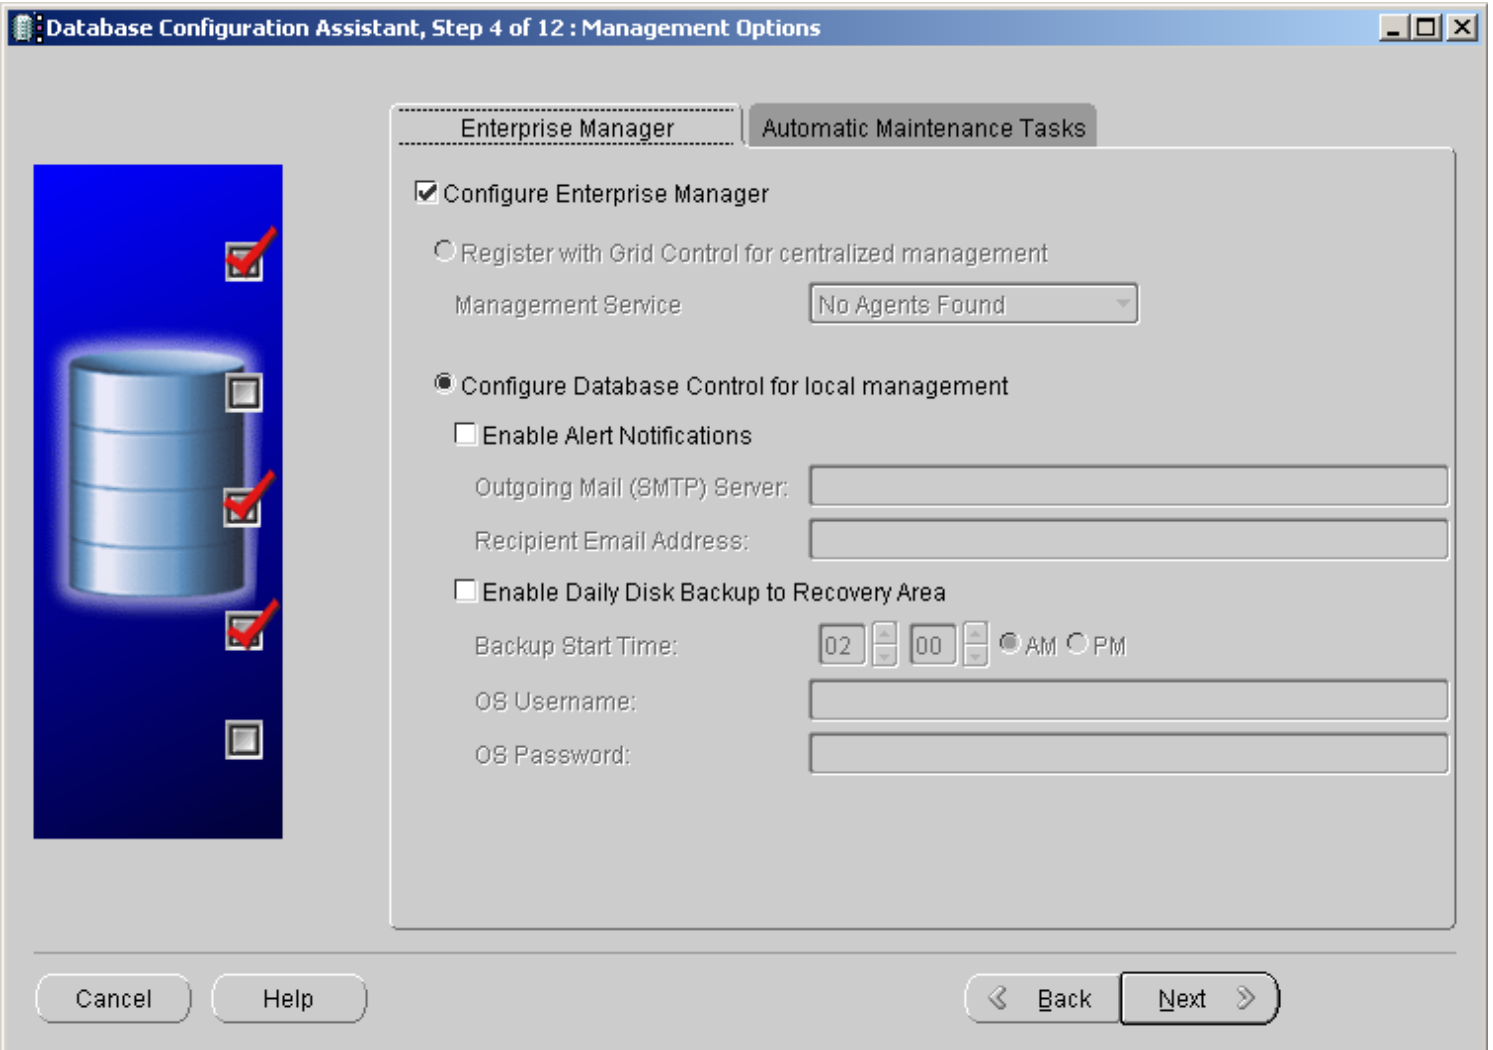 Database Configuration Assistant, Step 4 of 12 : Management Options
Enterprise Manager
Automatic Maintenance Tasks
Configure Enterprise Manager
Register with Grid Control for centralized management
Management Service
No Agents Found
Configure Database Control for local management
Enable Alert Notifications
Outgoing Mail (SMTP) Server:
Recipient Email Address:
Enable Daily Disk Backup to Recovery Area
Backup Start Time:
02
00
AM
PM
OS Username:
OS Password:
Cancel
Help
Back
Next